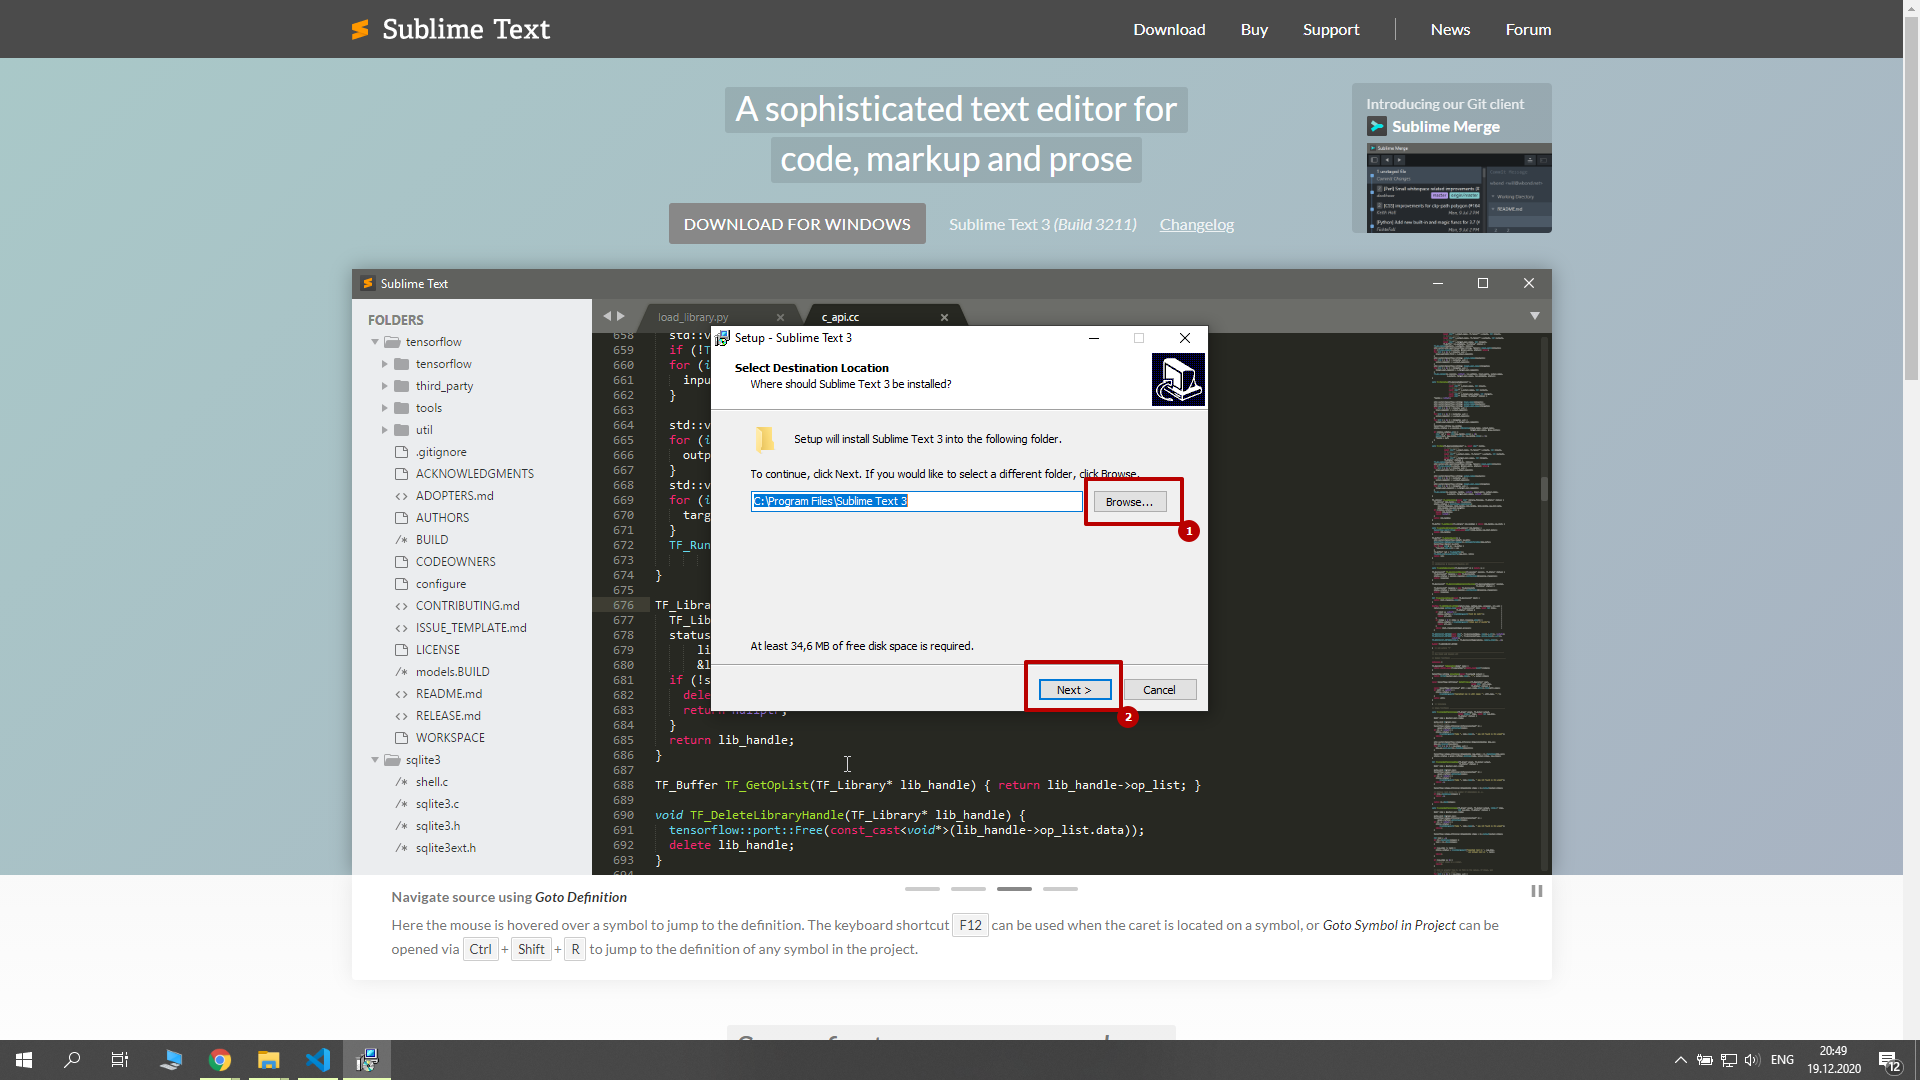 Sublime Text
Download Buy Support News Forum
A sophisticated text editor for
code, markup and prose
DOWNLOAD FOR WINDOWS Sublime Text 3 (Build 3211) Changelog
Introducing our Git client
Sublime Merge
Sublime Text
FOLDERS
tensorflow
tensorflow
third_party
tools
util
.gitignore
ACKNOWLEDGMENTS
<> ADOPTERS.md
AUTHORS
/* BUILD
CODEOWNERS
configure
<> CONTRIBUTING.md
<> ISSUE_TEMPLATE.md
LICENSE
/* models.BUILD
<> README.md
<> RELEASE.md
WORKSPACE
sqlite3
/* shell.c
/* sqlite3.c
/* sqlite3.h
/* sqlite3ext.h
load_library.py c_api.cc
658 std::v
659 if (!T
660 for (i
661 inpu
662 }
663
664 std::v
665 for (i
666 outp
667 }
668 std::v
669 for (i
670 targ
671 }
672 TF_Run
673
674 }
675
676 TF_Libra
677 TF_Lib
678 status
679 li
680 &l
681 if (!s
682 dele
683 return nullptr;
684 }
685 return lib_handle;
686 }
687
688 TF_Buffer TF_GetOpList(TF_Library* lib_handle) { return lib_handle->op_list; }
689
690 void TF_DeleteLibraryHandle(TF_Library* lib_handle) {
691 tensorflow::port::Free(const_cast<void*>(lib_handle->op_list.data));
692 delete lib_handle;
693 }
694
Setup - Sublime Text 3
Select Destination Location
Where should Sublime Text 3 be installed?
Setup will install Sublime Text 3 into the following folder.
To continue, click Next. If you would like to select a different folder, click Browse.
C:\Program Files\Sublime Text 3 Browse...
1
At least 34,6 MB of free disk space is required.
Next > Cancel
2
Navigate source using Goto Definition
Here the mouse is hovered over a symbol to jump to the definition. The keyboard shortcut F12 can be used when the caret is located on a symbol, or Goto Symbol in Project can be
opened via Ctrl + Shift + R to jump to the definition of any symbol in the project.
ENG
20:49
19.12.2020
12